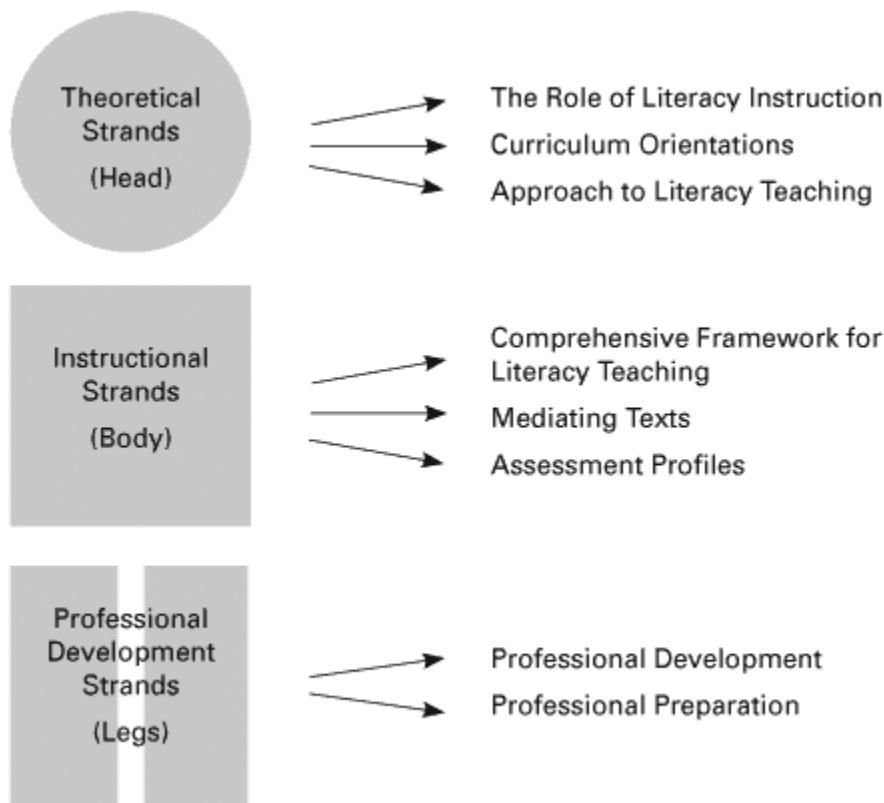 Theoretical
Strands
(Head)
The Role of Literacy Instruction
Curriculum Orientations
Approach to Literacy Teaching
Instructional
Strands
(Body)
Comprehensive Framework for
Literacy Teaching
Mediating Texts
Assessment Profiles
Professional
Development
Strands
(Legs)
Professional Development
Professional Preparation